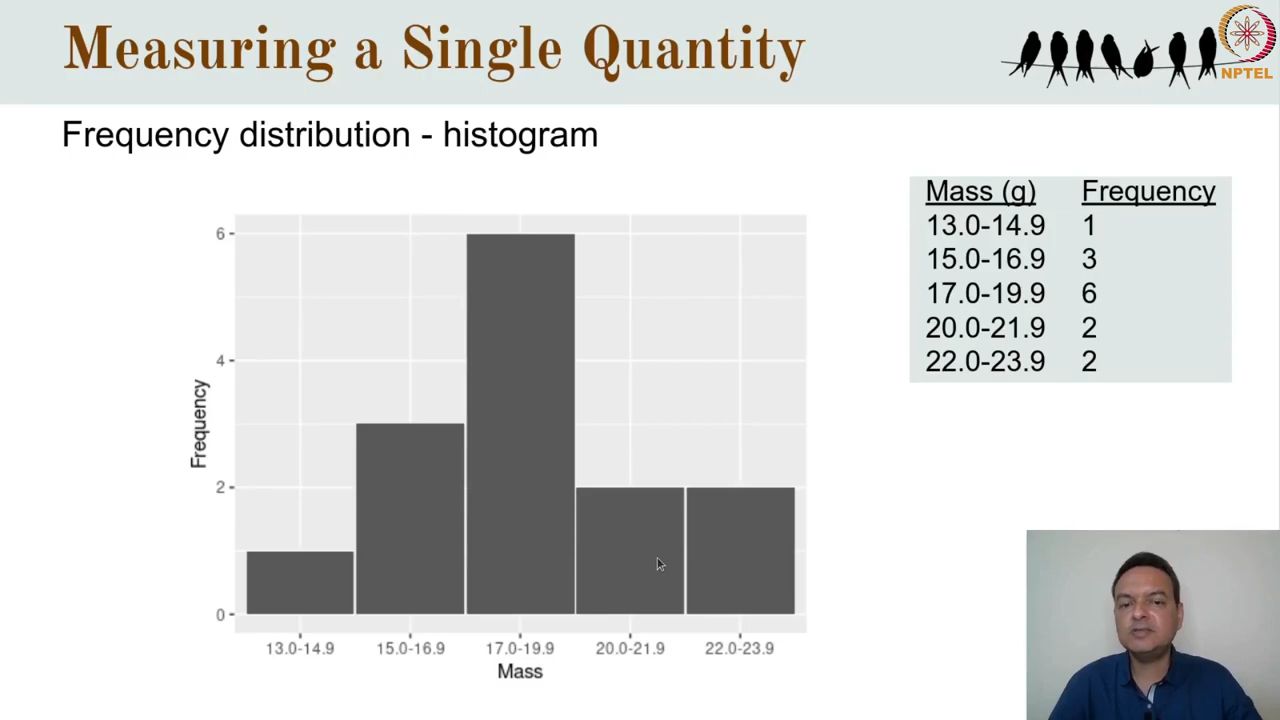 Measuring a Single Quantity
NPTEL
Frequency distribution - histogram
Mass (g) Frequency
13.0-14.9 1
15.0-16.9 3
17.0-19.9 6
20.0-21.9 2
22.0-23.9 2
6
4
2
0
Frequency
13.0-14.9 15.0-16.9 17.0-19.9 20.0-21.9 22.0-23.9
Mass